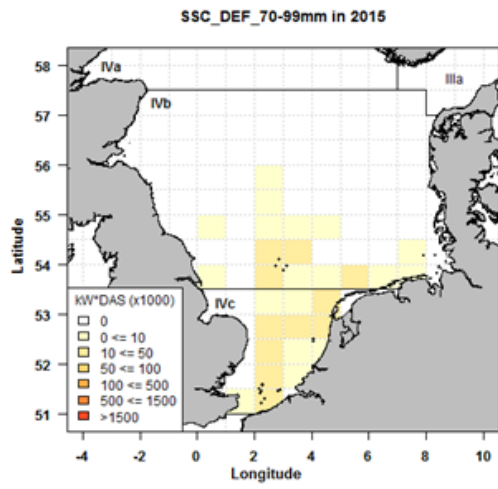 SSC_DEF_70-99mm in 2015
58
57
56
55
54
53
52
51
Latitude
IVa
IIIa
IVb
IVc
kW*DAS (x1000)
0
0 <= 10
10 <= 50
50 <= 100
100 <= 500
500 <= 1500
>1500
-4 -2 0 2 4 6 8 10
Longitude